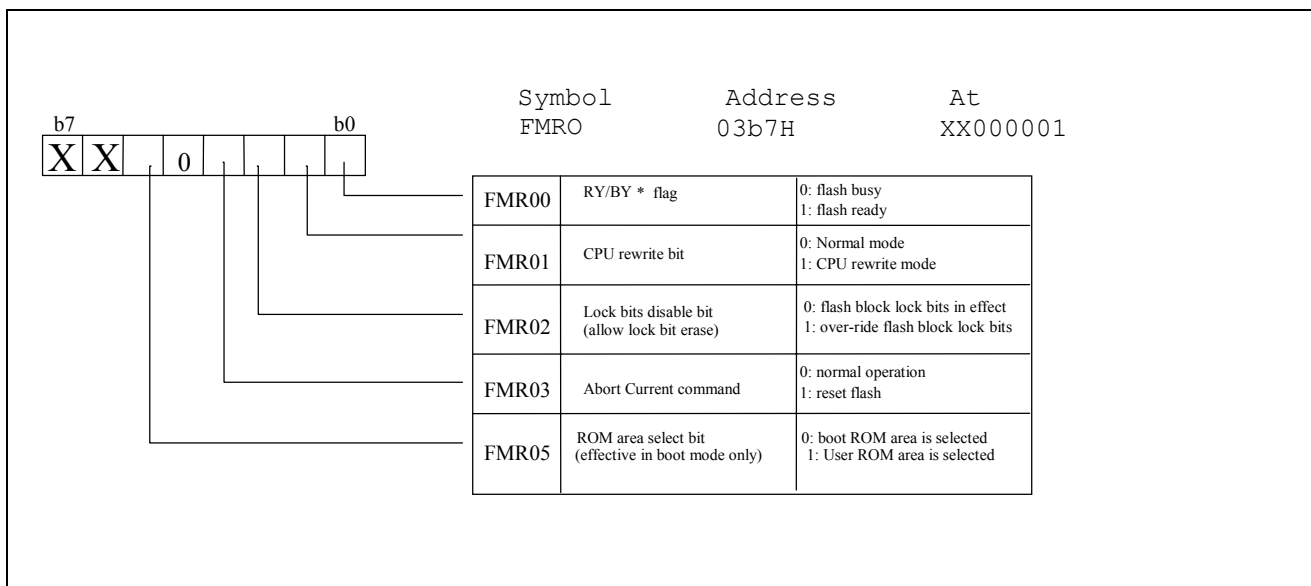 Symbol Address At
FMRO 03b7H XX000001
b7 b0
X X 0
FMR00 RY/BY * flag 0: flash busy
1: flash ready
FMR01 CPU rewrite bit 0: Normal mode
1: CPU rewrite mode
FMR02 Lock bits disable bit 0: flash block lock bits in effect
(allow lock bit erase) 1: over-ride flash block lock bits
FMR03 Abort Current command 0: normal operation
1: reset flash
FMR05 ROM area select bit 0: boot ROM area is selected
(effective in boot mode only) 1: User ROM area is selected